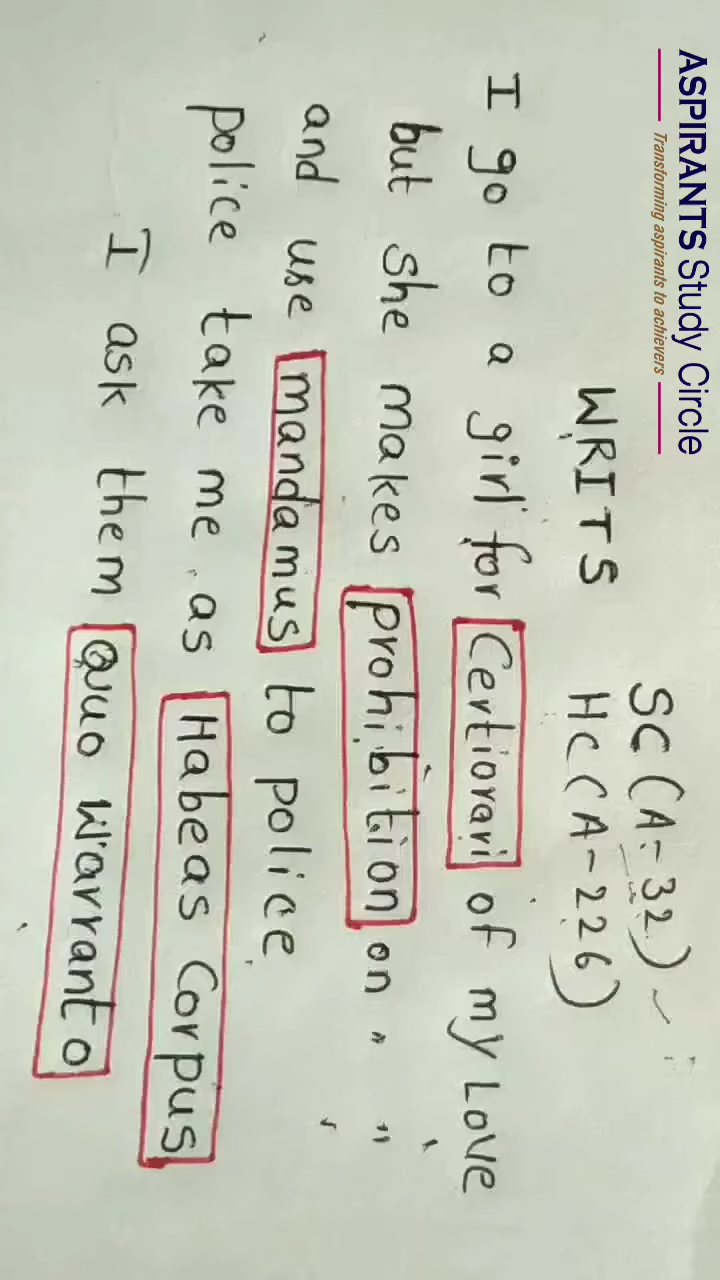 ASPIRANTS Study Circle
Transforming aspirants to achievers
SC (A:-32)
WRITS HC (A-226)
I go to a girl for Certiorari of my Love
but she makes prohibition on " "
and use mandamus to police
police take me as Habeas Corpus
I ask them Quo Warranto